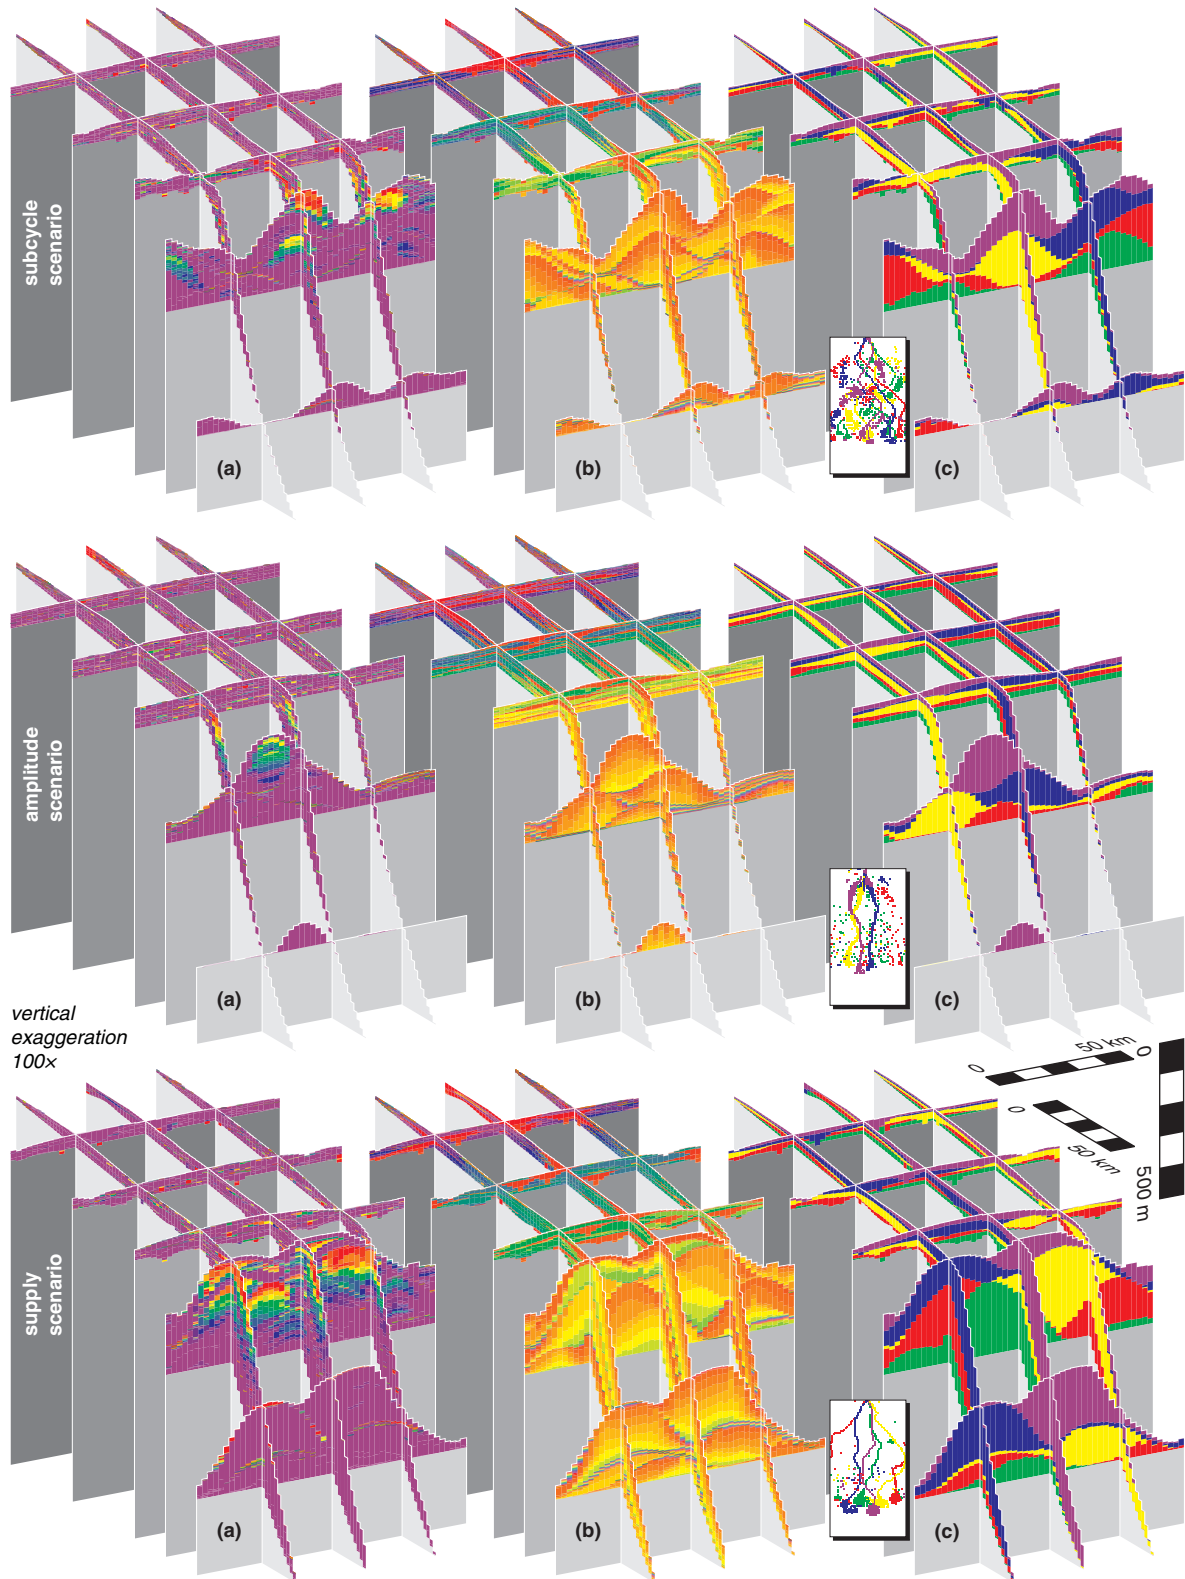 subcycle
scenario
(a)
(b)
(c)
amplitude
scenario
(a)
(b)
(c)
vertical
exaggeration
100×
0
50 km
0
50 km
0
500 m
supply
scenario
(a)
(b)
(c)